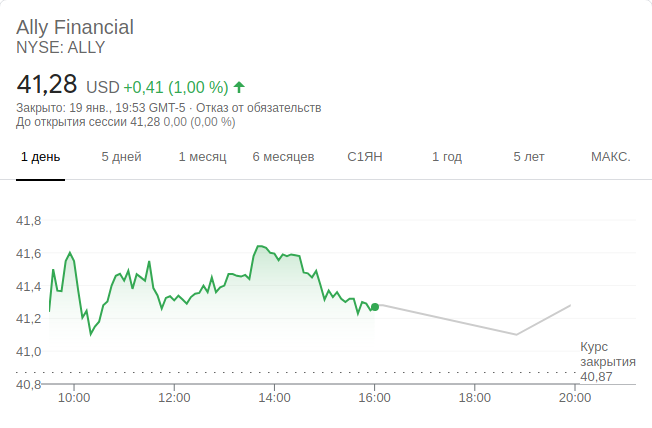 Ally Financial
NYSE: ALLY
41,28 USD +0,41 (1,00 %)
Закрыто: 19 янв., 19:53 GMT-5 · Отказ от обязательств
До открытия сессии 41,28 0,00 (0,00 %)
1 день 5 дней 1 месяц 6 месяцев С1ЯН 1 год 5 лет МАКС.
41,8
41,6
41,4
41,2
41,0
40,8
Курс
закрытия
40,87
10:00 12:00 14:00 16:00 18:00 20:00